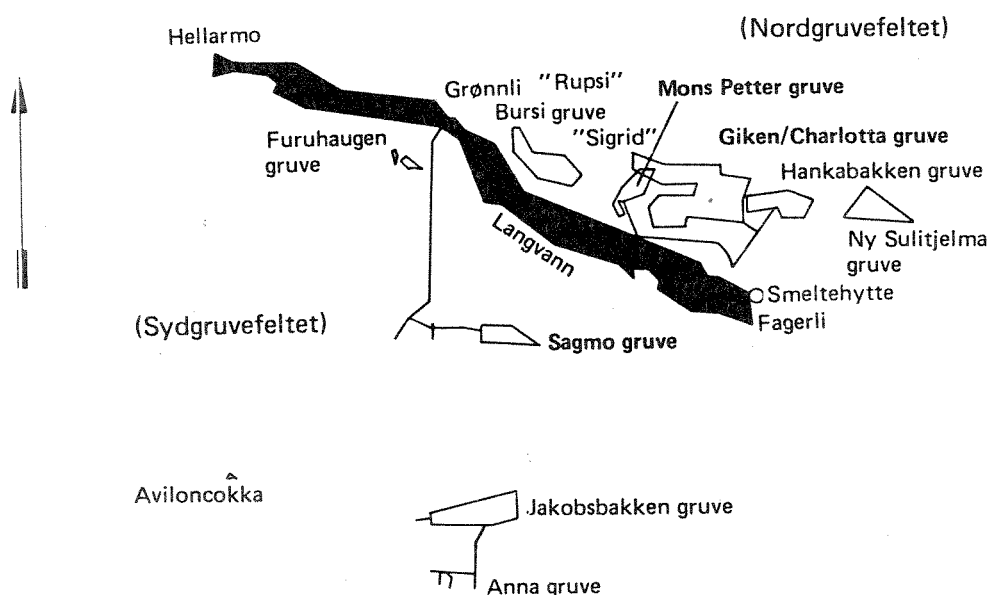 (Nordgruvefeltet)
Hellarmo
Grønnli "Rupsi"
Mons Petter gruve
Bursi gruve
"Sigrid"
Giken/Charlotta gruve
Furuhaugen
gruve
Hankabakken gruve
Langvann
Ny Sulitjelma
gruve
Smeltehytte
Fagerli
(Sydgruvefeltet)
Sagmo gruve
Aviloncokka
Jakobsbakken gruve
Anna gruve